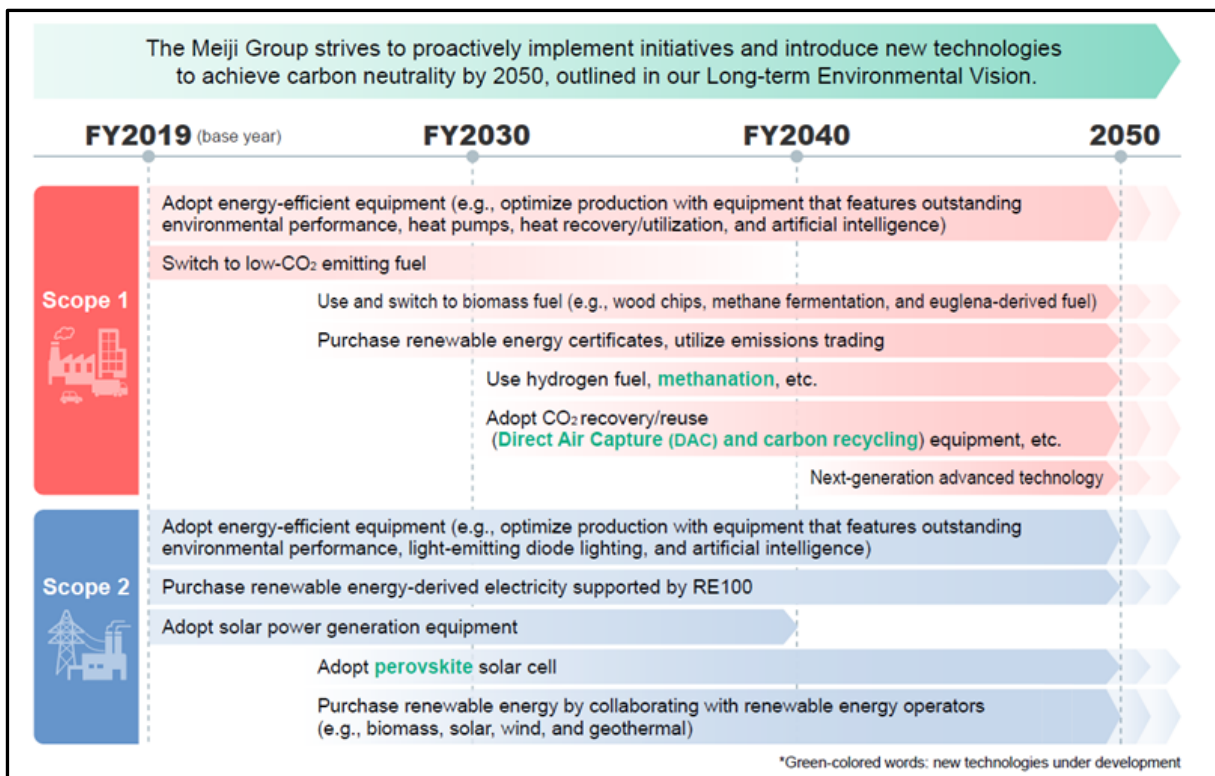 The Meiji Group strives to proactively implement initiatives and introduce new technologies
to achieve carbon neutrality by 2050, outlined in our Long-term Environmental Vision.
FY2019 (base year) FY2030 FY2040 2050
Scope 1
Adopt energy-efficient equipment (e.g., optimize production with equipment that features outstanding
environmental performance, heat pumps, heat recovery/utilization, and artificial intelligence)
Switch to low-CO₂ emitting fuel
Use and switch to biomass fuel (e.g., wood chips, methane fermentation, and euglena-derived fuel)
Purchase renewable energy certificates, utilize emissions trading
Use hydrogen fuel, methanation, etc.
Adopt CO₂ recovery/reuse
(Direct Air Capture (DAC) and carbon recycling) equipment, etc.
Next-generation advanced technology
Scope 2
Adopt energy-efficient equipment (e.g., optimize production with equipment that features outstanding
environmental performance, light-emitting diode lighting, and artificial intelligence)
Purchase renewable energy-derived electricity supported by RE100
Adopt solar power generation equipment
Adopt perovskite solar cell
Purchase renewable energy by collaborating with renewable energy operators
(e.g., biomass, solar, wind, and geothermal)
*Green-colored words: new technologies under development